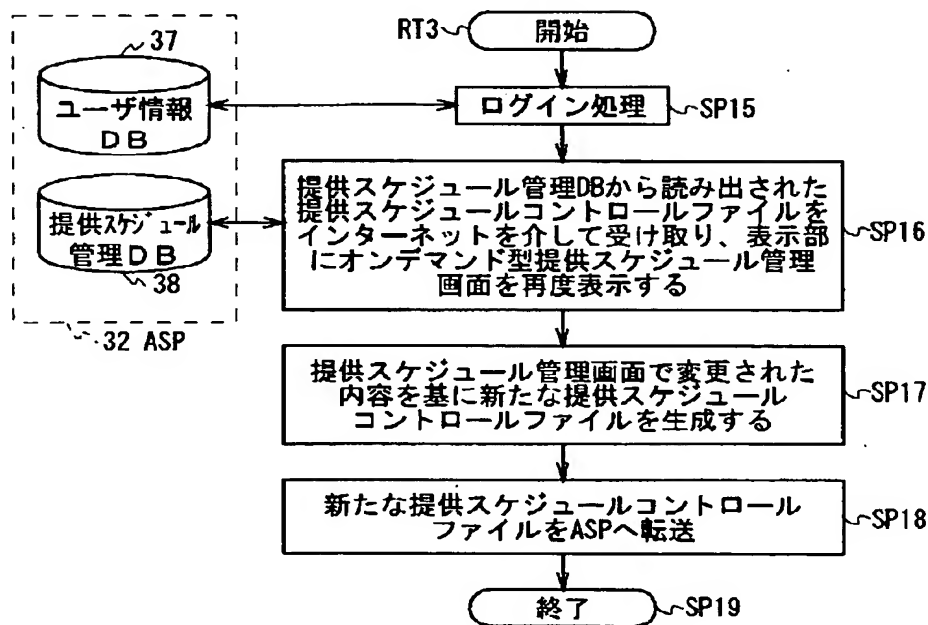 RT3
開始
37
ユーザ情報
DB
ログイン処理
SP15
提供スケジュール
管理DB
38
32 ASP
提供スケジュール管理DBから読み出された
提供スケジュールコントロールファイルを
インターネットを介して受け取り、表示部
にオンデマンド型提供スケジュール管理
画面を再度表示する
SP16
提供スケジュール管理画面で変更された
内容を基に新たな提供スケジュール
コントロールファイルを生成する
SP17
新たな提供スケジュールコントロール
ファイルをASPへ転送
SP18
終了
SP19